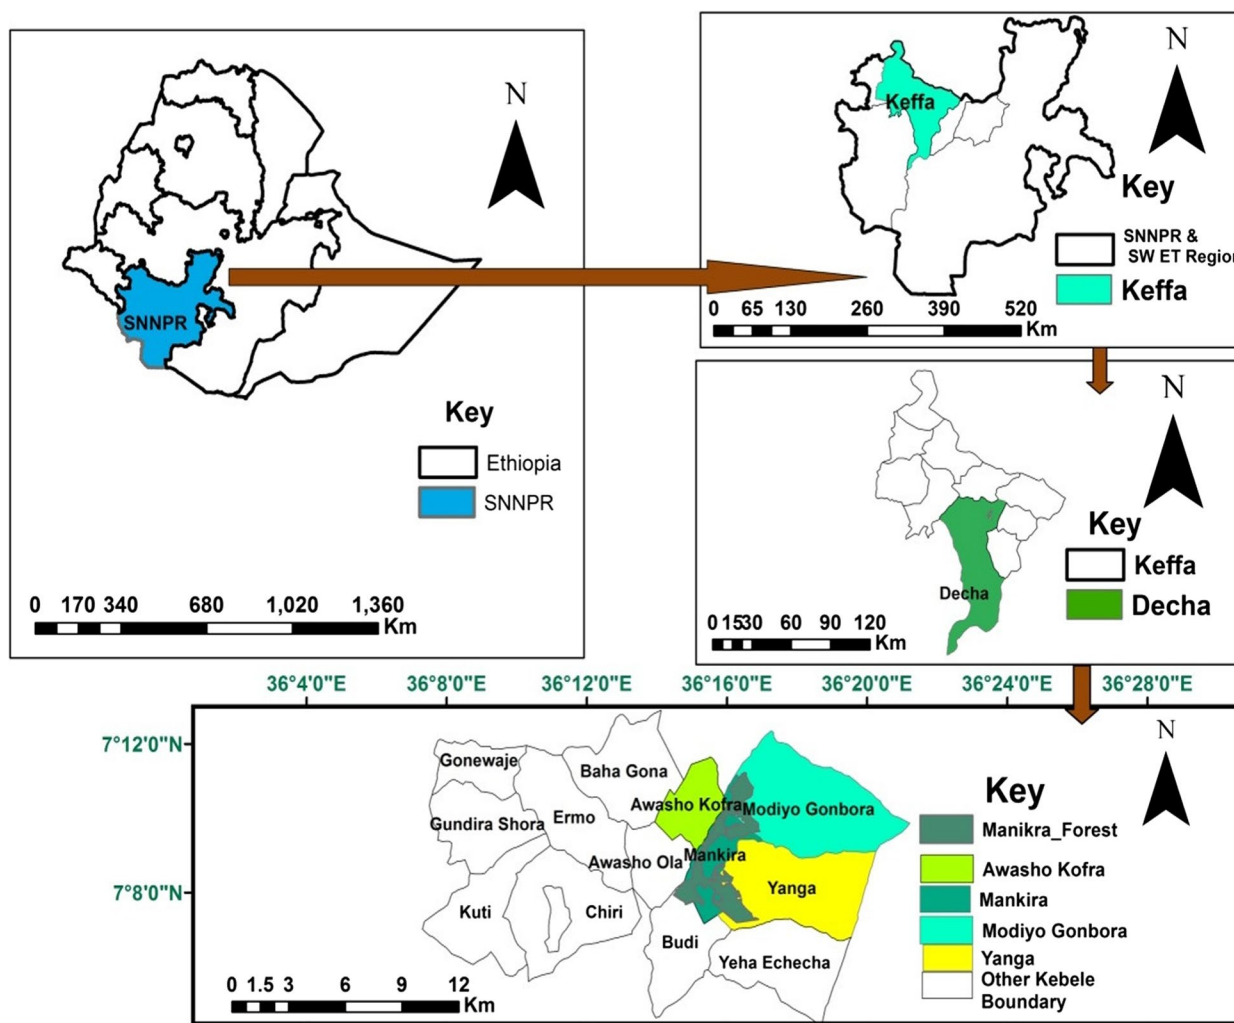 N
SNNPR
Key
Ethiopia
SNNPR
0 170 340 680 1,020 1,360
Km
N
Keffa
Key
SNNPR &
SW ET Region
Keffa
0 65 130 260 390 520
Km
N
Key
Keffa
Decha
Decha
0 15 30 60 90 120
Km
36°4'0"E 36°8'0"E 36°12'0"E 36°16'0"E 36°20'0"E 36°24'0"E 36°28'0"E
7°12'0"N
7°8'0"N
N
Gonewaje
Baha Gona
Awasho Kofra
Modiyo Gonbora
Gundira Shora
Ermo
Awasho Ola
Mankira
Yanga
Kuti
Chiri
Budi
Yeha Echecha
Key
Manikra_Forest
Awasho Kofra
Mankira
Modiyo Gonbora
Yanga
Other Kebele
Boundary
0 1.5 3 6 9 12
Km